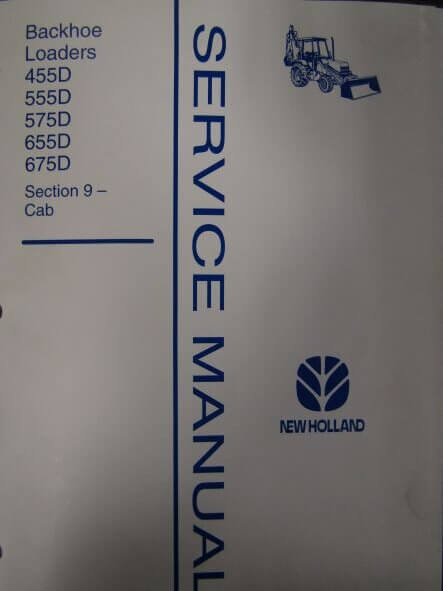 Backhoe
Loaders
455D
555D
575D
655D
675D
Section 9 –
Cab
SERVICE MANUAL
NEW HOLLAND